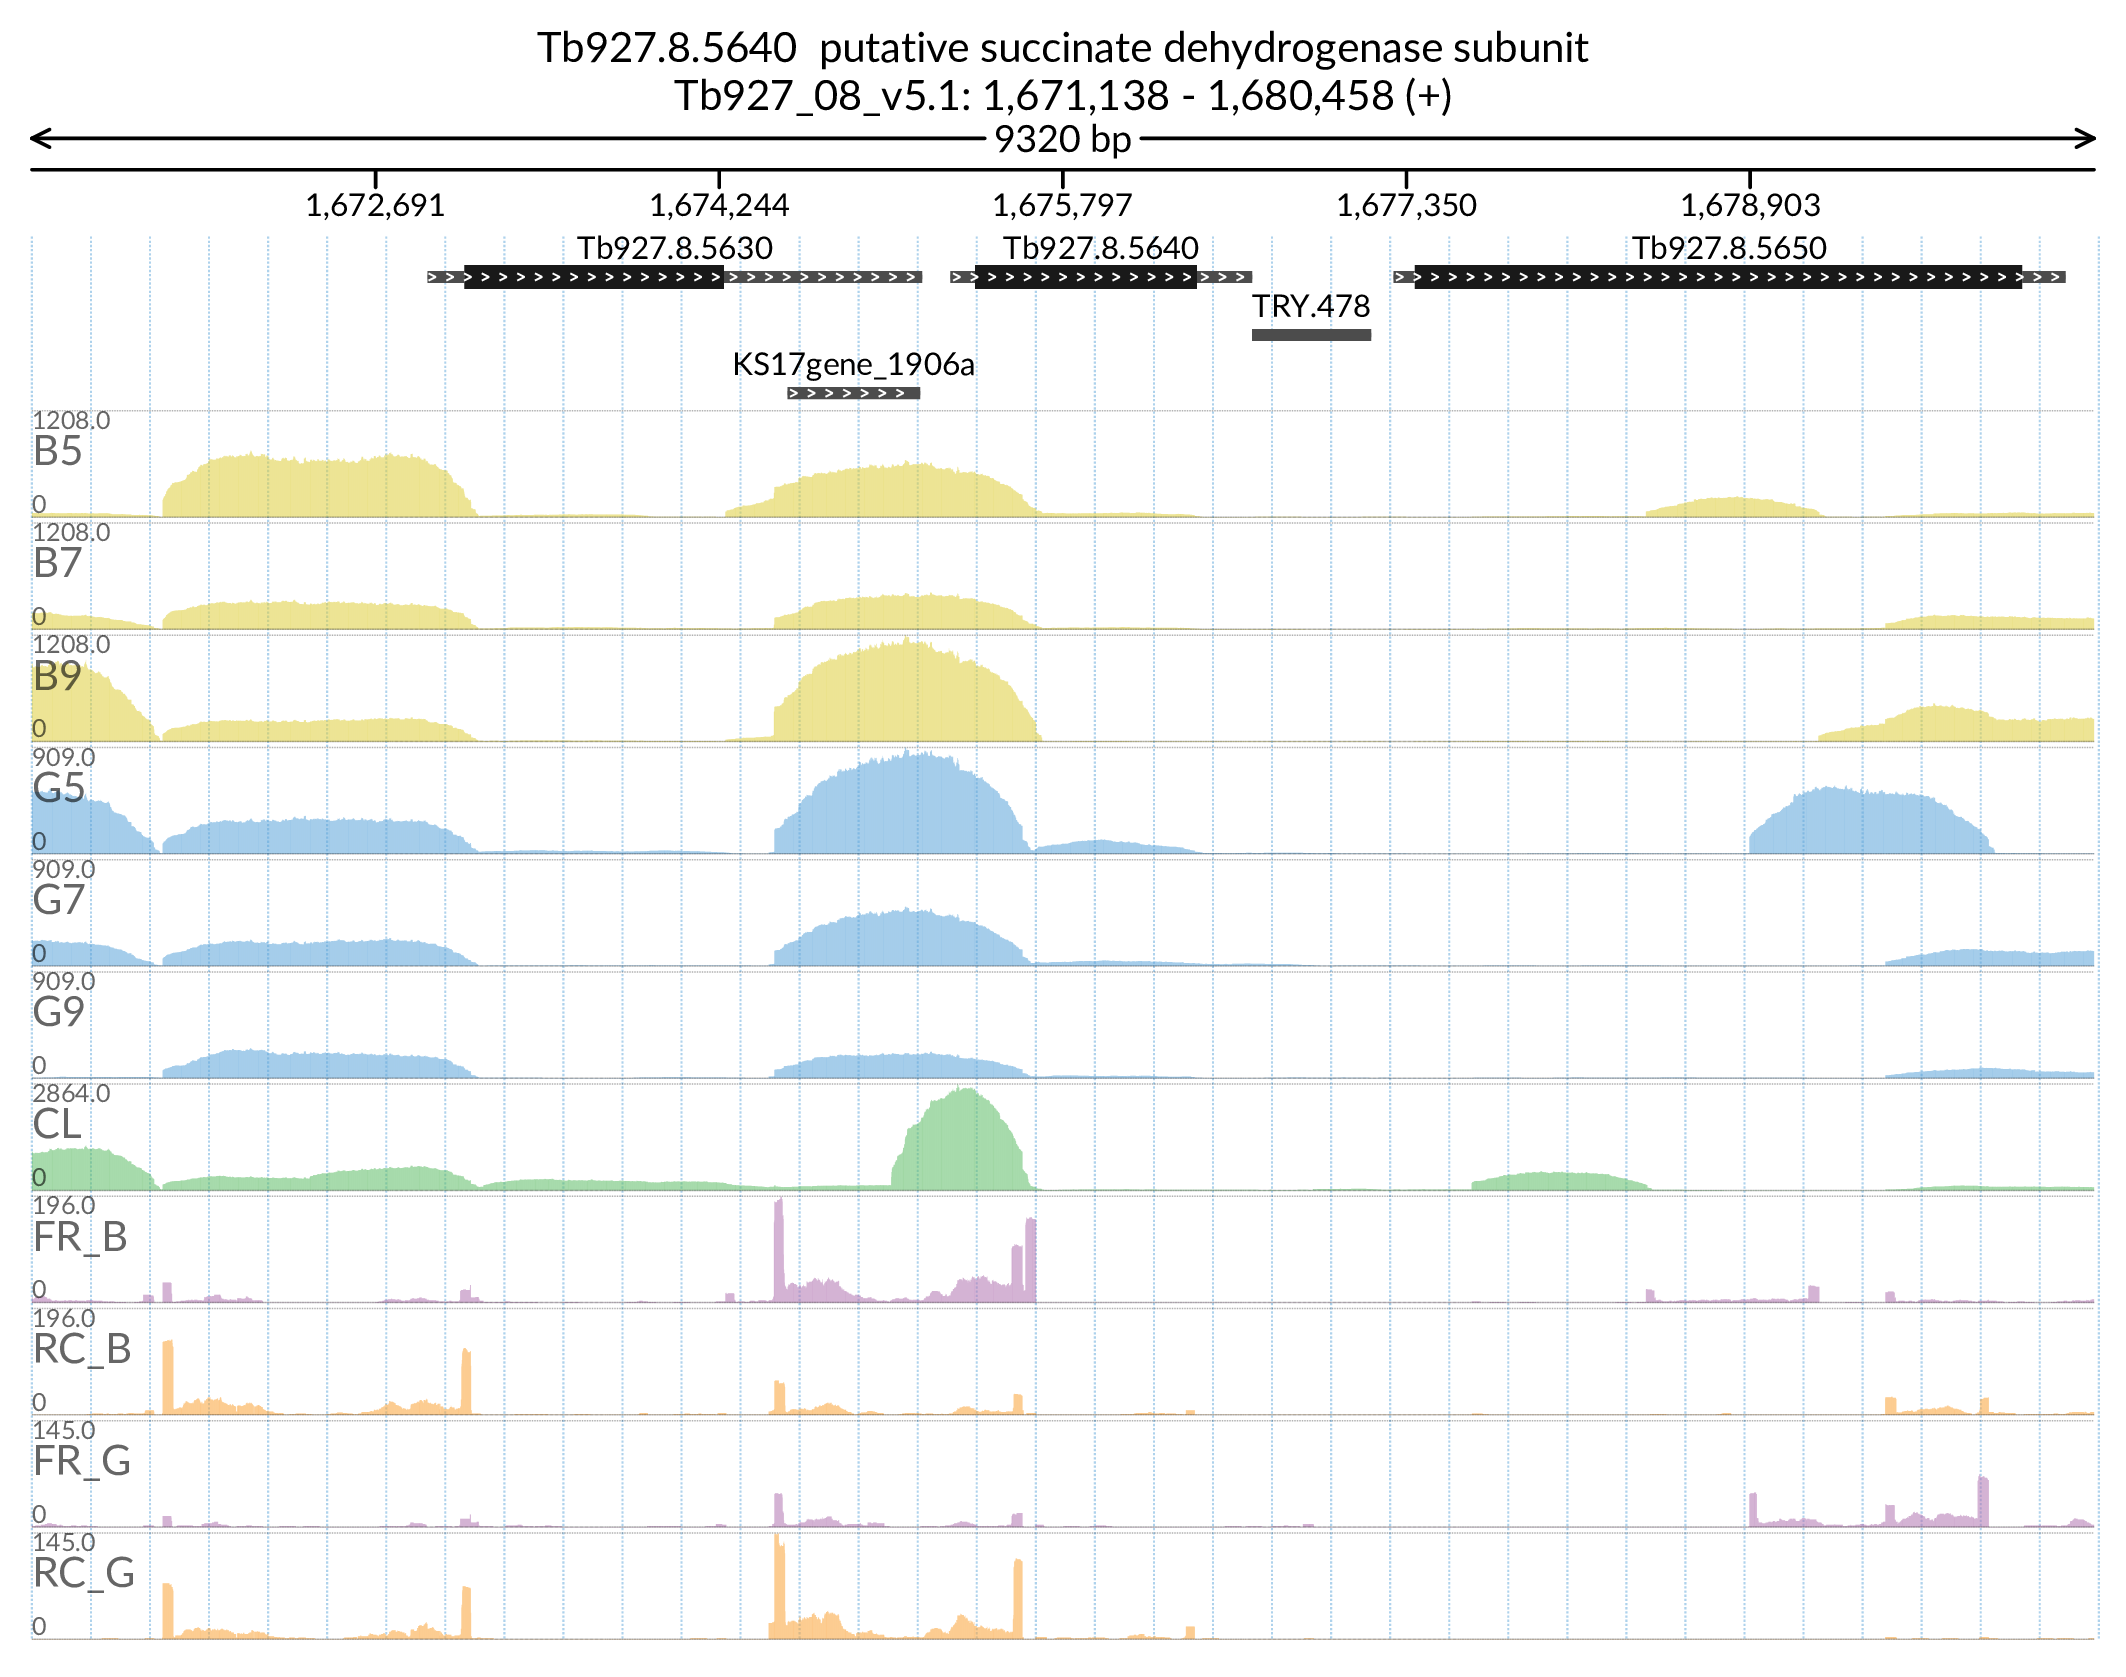 Tb927.8.5640  putative succinate dehydrogenase subunit
Tb927_08_v5.1: 1,671,138 - 1,680,458 (+)
9320 bp
1,672,691 1,674,244 1,675,797 1,677,350 1,678,903
Tb927.8.5630 Tb927.8.5640 Tb927.8.5650
TRY.478
KS17gene_1906a
1208.0
B5
0
1208.0
B7
0
1208.0
B9
0
909.0
G5
0
909.0
G7
0
909.0
G9
0
2864.0
CL
0
196.0
FR_B
0
196.0
RC_B
0
145.0
FR_G
0
145.0
RC_G
0